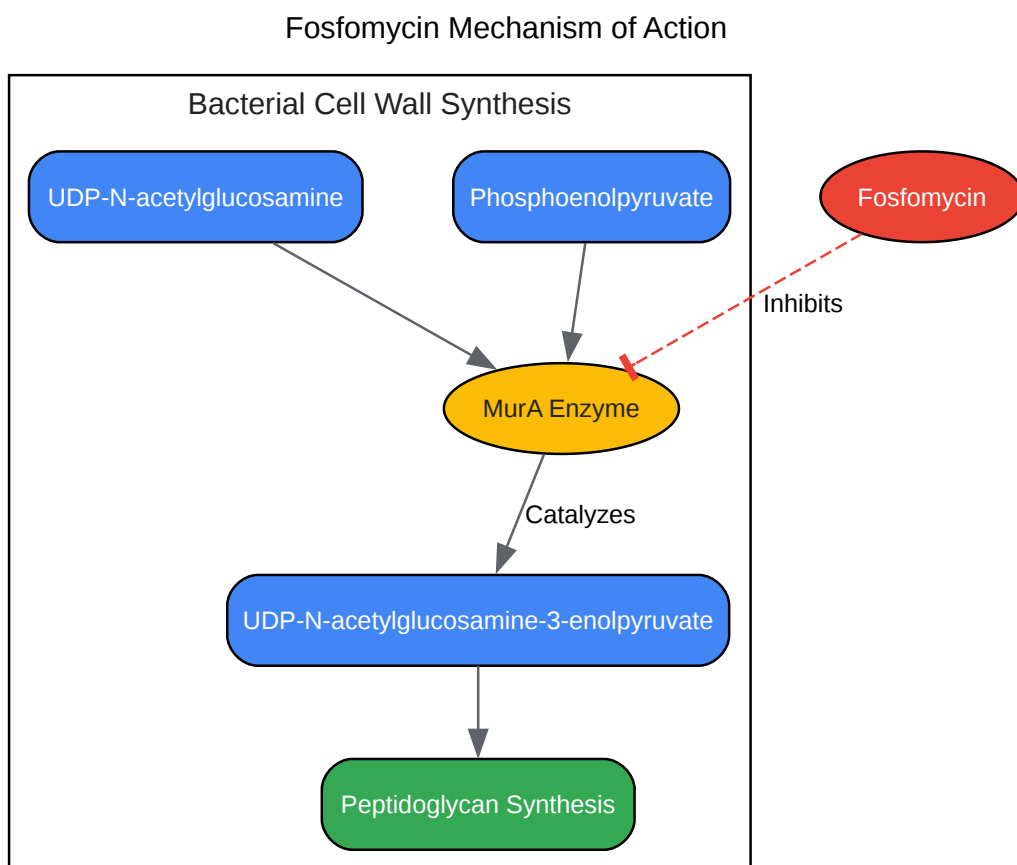 Fosfomycin Mechanism of Action
Bacterial Cell Wall Synthesis
UDP-N-acetylglucosamine
Phosphoenolpyruvate
Fosfomycin
Inhibits
MurA Enzyme
Catalyzes
UDP-N-acetylglucosamine-3-enolpyruvate
Peptidoglycan Synthesis